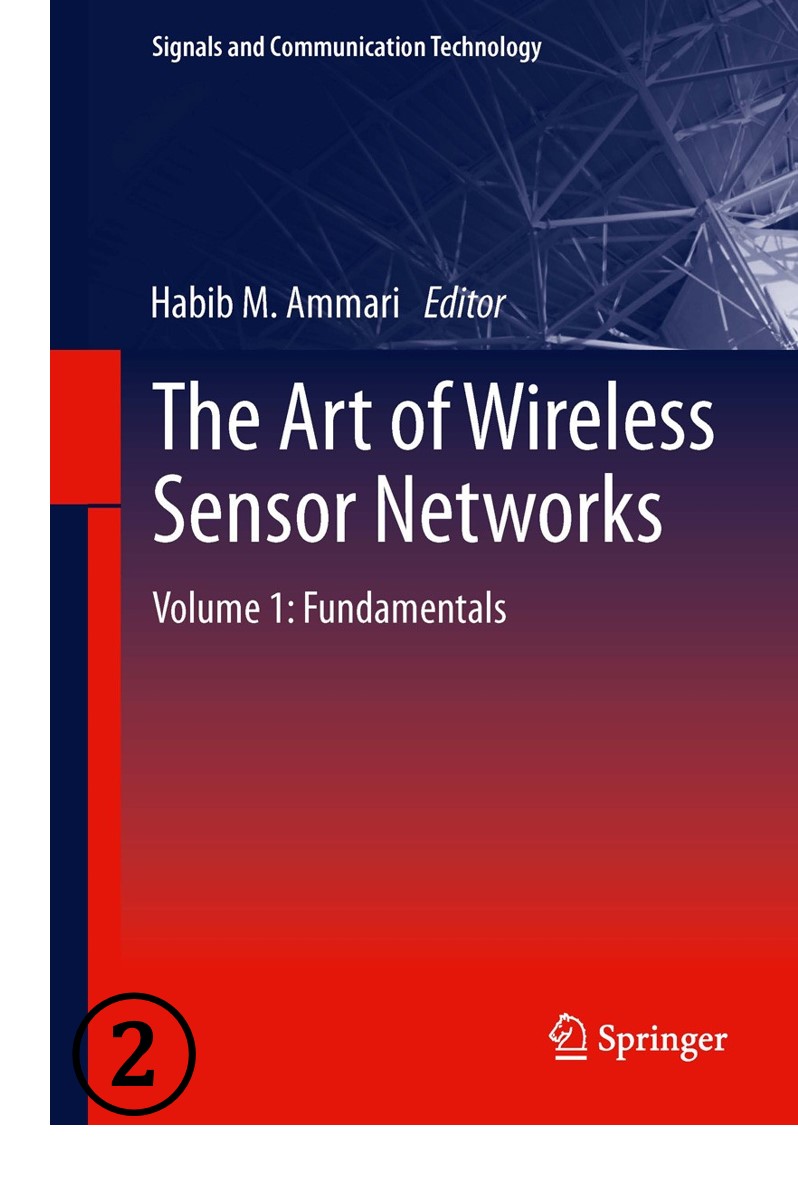 Signals and Communication Technology
Habib M. Ammari Editor
The Art of Wireless
Sensor Networks
Volume 1: Fundamentals
Springer
2